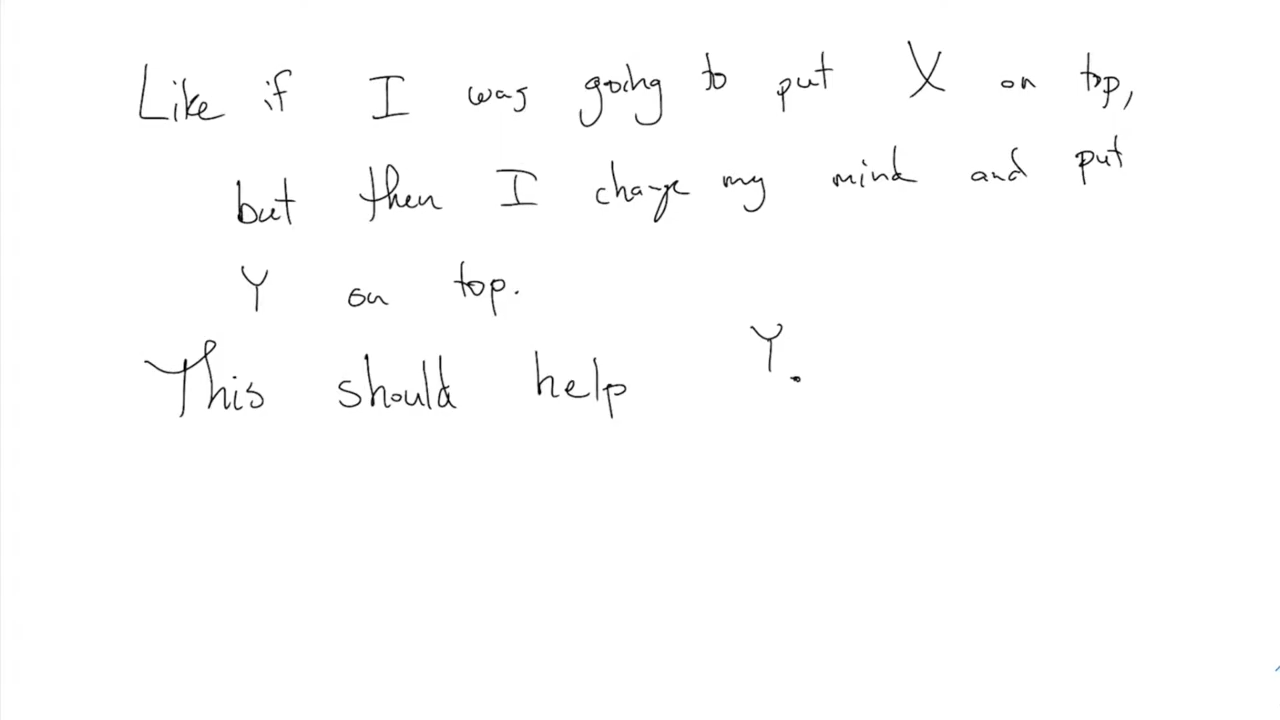 Like if I was going to put X on top,
but then I change my mind and put
Y on top.
This should help Y.